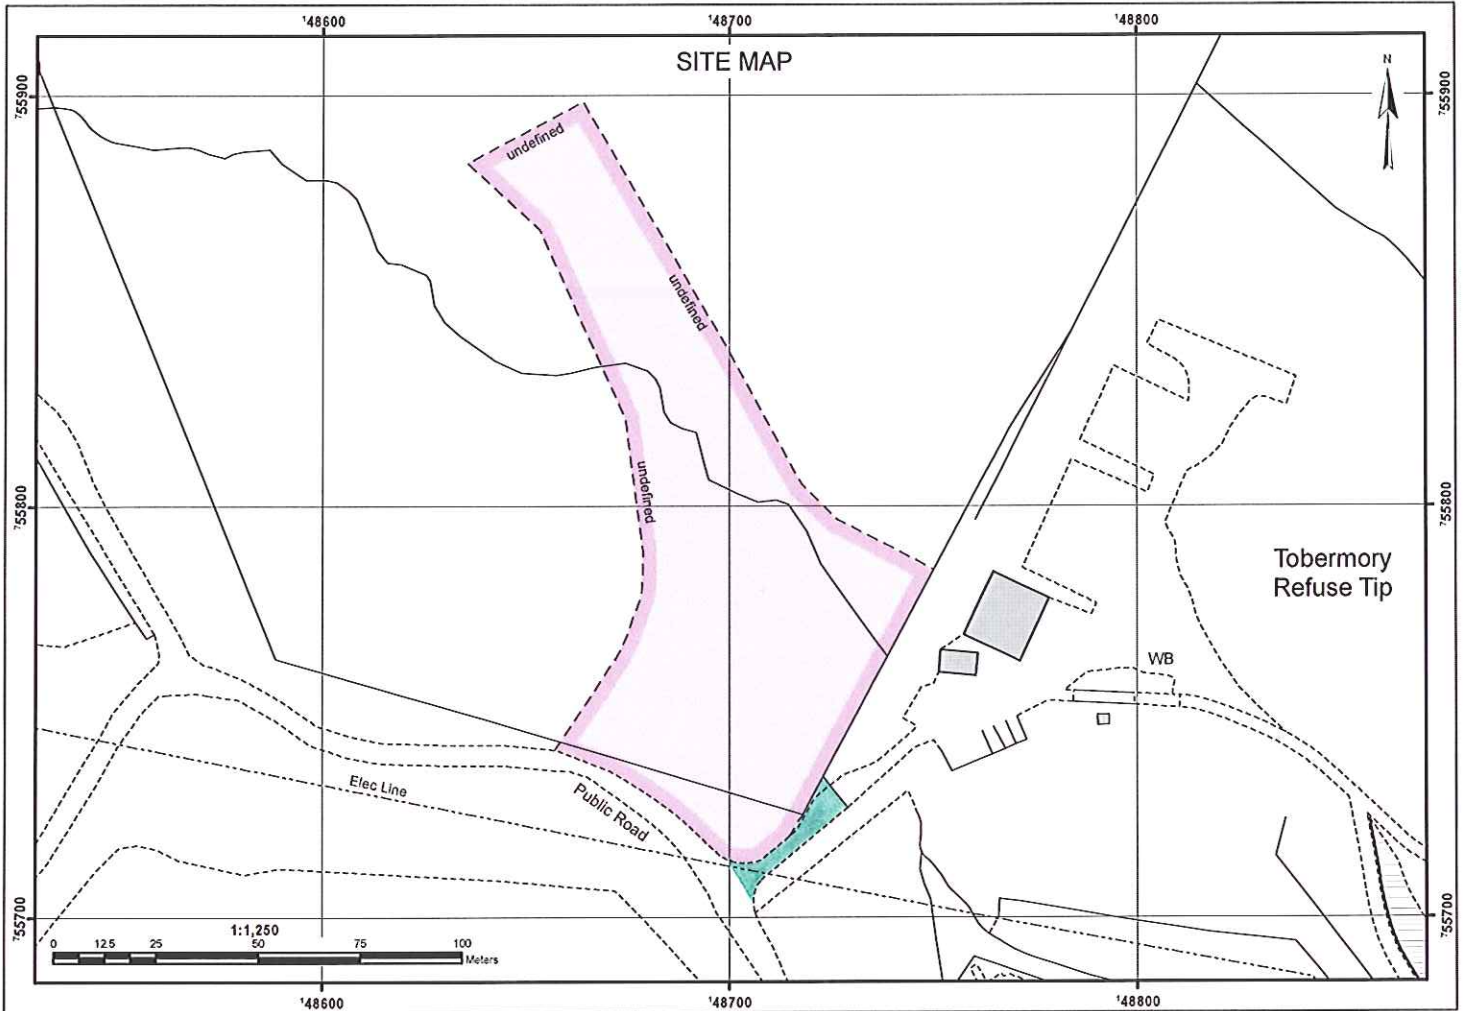 ¹48600
¹48700
¹48800
SITE MAP
N
⁷55900
⁷55900
undefined
undefined
undefined
⁷55800
⁷55800
Tobermory
Refuse Tip
WB
Elec Line
Public Road
⁷55700
⁷55700
1:1,250
0 12.5 25 50 75 100
Meters
¹48600
¹48700
¹48800